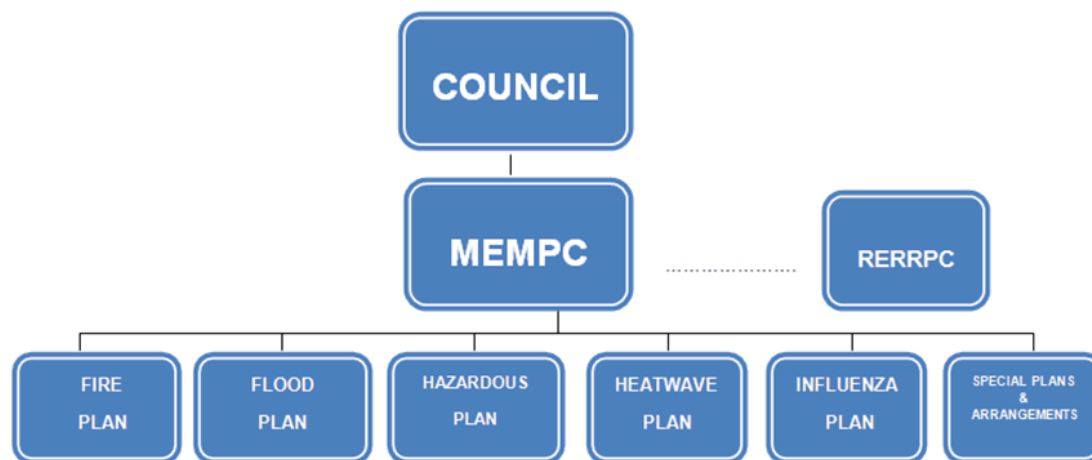 COUNCIL
MEMPC
RERRPC
FIRE
PLAN
FLOOD
PLAN
HAZARDOUS
PLAN
HEATWAVE
PLAN
INFLUENZA
PLAN
SPECIAL PLANS
&
ARRANGEMENTS